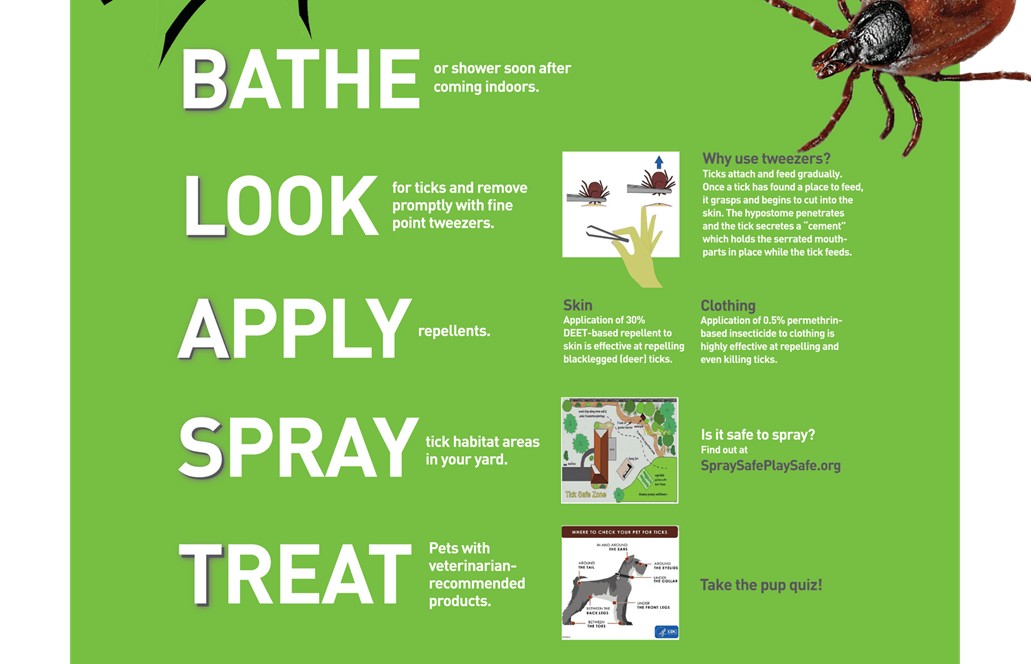 BATHE
or shower soon after
coming indoors.
LOOK
for ticks and remove
promptly with fine
point tweezers.
Why use tweezers?
Ticks attach and feed gradually.
Once a tick has found a place to feed,
it grasps and begins to cut into the
skin. The hypostome penetrates
and the tick secretes a “cement”
which holds the serrated mouth-
parts in place while the tick feeds.
APPLY
repellents.
Skin
Application of 30%
DEET-based repellent to
skin is effective at repelling
blacklegged (deer) ticks.
Clothing
Application of 0.5% permethrin-
based insecticide to clothing is
highly effective at repelling and
even killing ticks.
SPRAY
tick habitat areas
in your yard.
Tick Safe Zone
Is it safe to spray?
Find out at
SpraySafePlaySafe.org
TREAT
Pets with
veterinarian-
recommended
products.
WHERE TO CHECK YOUR PET FOR TICKS
IN AND AROUND
THE EARS
AROUND
THE TAIL
AROUND
THE EYELIDS
UNDER
THE COLLAR
UNDER
THE FRONT LEGS
BETWEEN THE
BACK LEGS
BETWEEN
THE TOES
CDC
Take the pup quiz!